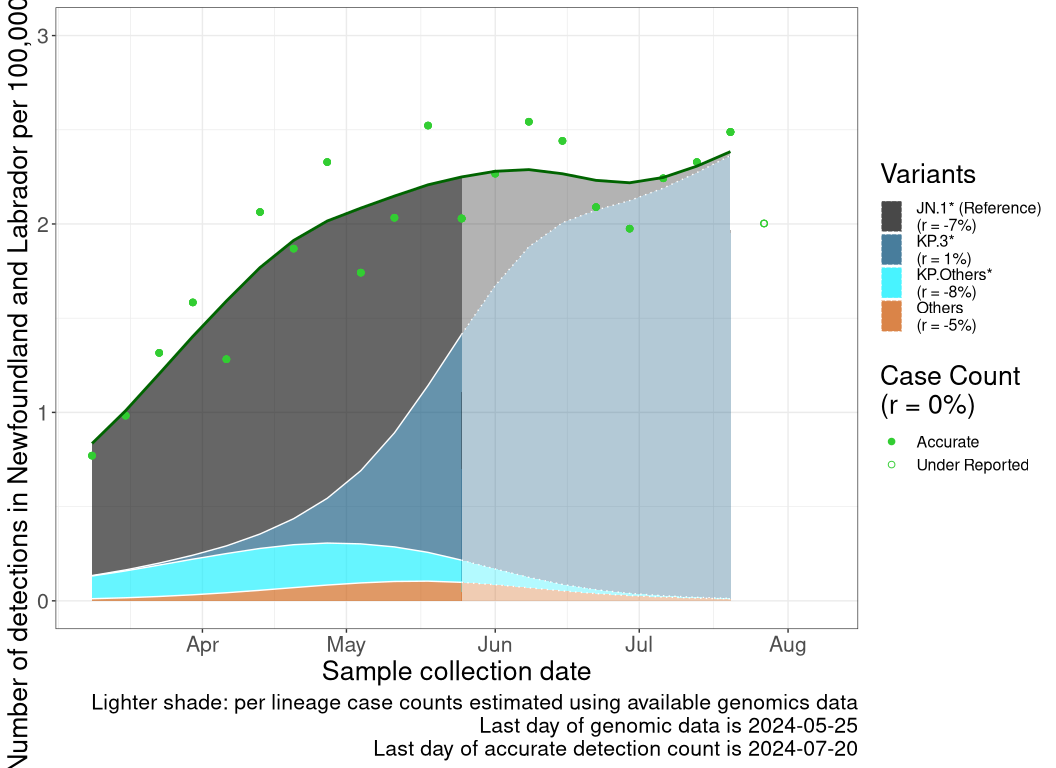 Number of detections in Newfoundland and Labrador per 100,000
3
2
1
0
Apr
May
Jun
Jul
Aug
Sample collection date
Lighter shade: per lineage case counts estimated using available genomics data
Last day of genomic data is 2024-05-25
Last day of accurate detection count is 2024-07-20
Variants
JN.1* (Reference)
(r = -7%)
KP.3*
(r = 1%)
KP.Others*
(r = -8%)
Others
(r = -5%)
Case Count
(r = 0%)
Accurate
Under Reported